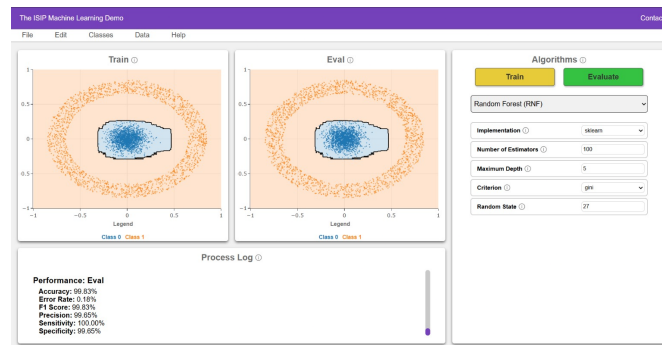 The ISIP Machine Learning Demo
File Edit Classes Data Help
Train
1
0.5
0
-0.5
-1
-1 -0.5 0 0.5 1
Legend
Class 0 Class 1
Eval
1
0.5
0
-0.5
-1
-1 -0.5 0 0.5 1
Legend
Class 0 Class 1
Process Log
Performance: Eval
Accuracy: 99.83%
Error Rate: 0.18%
F1 Score: 99.83%
Precision: 99.65%
Sensitivity: 100.00%
Specificity: 99.65%
Algorithms
Train Evaluate
Random Forest (RNF)
Implementation sklearn
Number of Estimators 100
Maximum Depth 5
Criterion gini
Random State 27